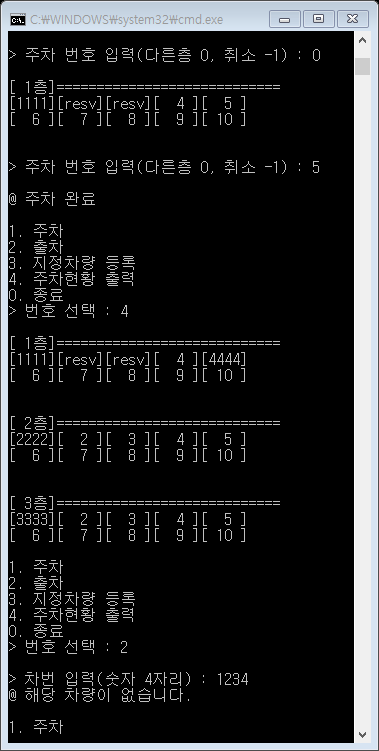 C:₩WINDOWS₩system32₩cmd.exe
> 주차 번호 입력(다른층 0, 취소 -1) : 0
[ 1층]============================
[1111][resv][resv][  4 ][  5 ]
[  6 ][  7 ][  8 ][  9 ][ 10 ]
> 주차 번호 입력(다른층 0, 취소 -1) : 5
@ 주차 완료
1. 주차
2. 출차
3. 지정차량 등록
4. 주차현황 출력
0. 종료
> 번호 선택 : 4
[ 1층]============================
[1111][resv][resv][  4 ][4444]
[  6 ][  7 ][  8 ][  9 ][ 10 ]
[ 2층]============================
[2222][  2 ][  3 ][  4 ][  5 ]
[  6 ][  7 ][  8 ][  9 ][ 10 ]
[ 3층]============================
[3333][  2 ][  3 ][  4 ][  5 ]
[  6 ][  7 ][  8 ][  9 ][ 10 ]
1. 주차
2. 출차
3. 지정차량 등록
4. 주차현황 출력
0. 종료
> 번호 선택 : 2
> 차번 입력(숫자 4자리) : 1234
@ 해당 차량이 없습니다.
1. 주차